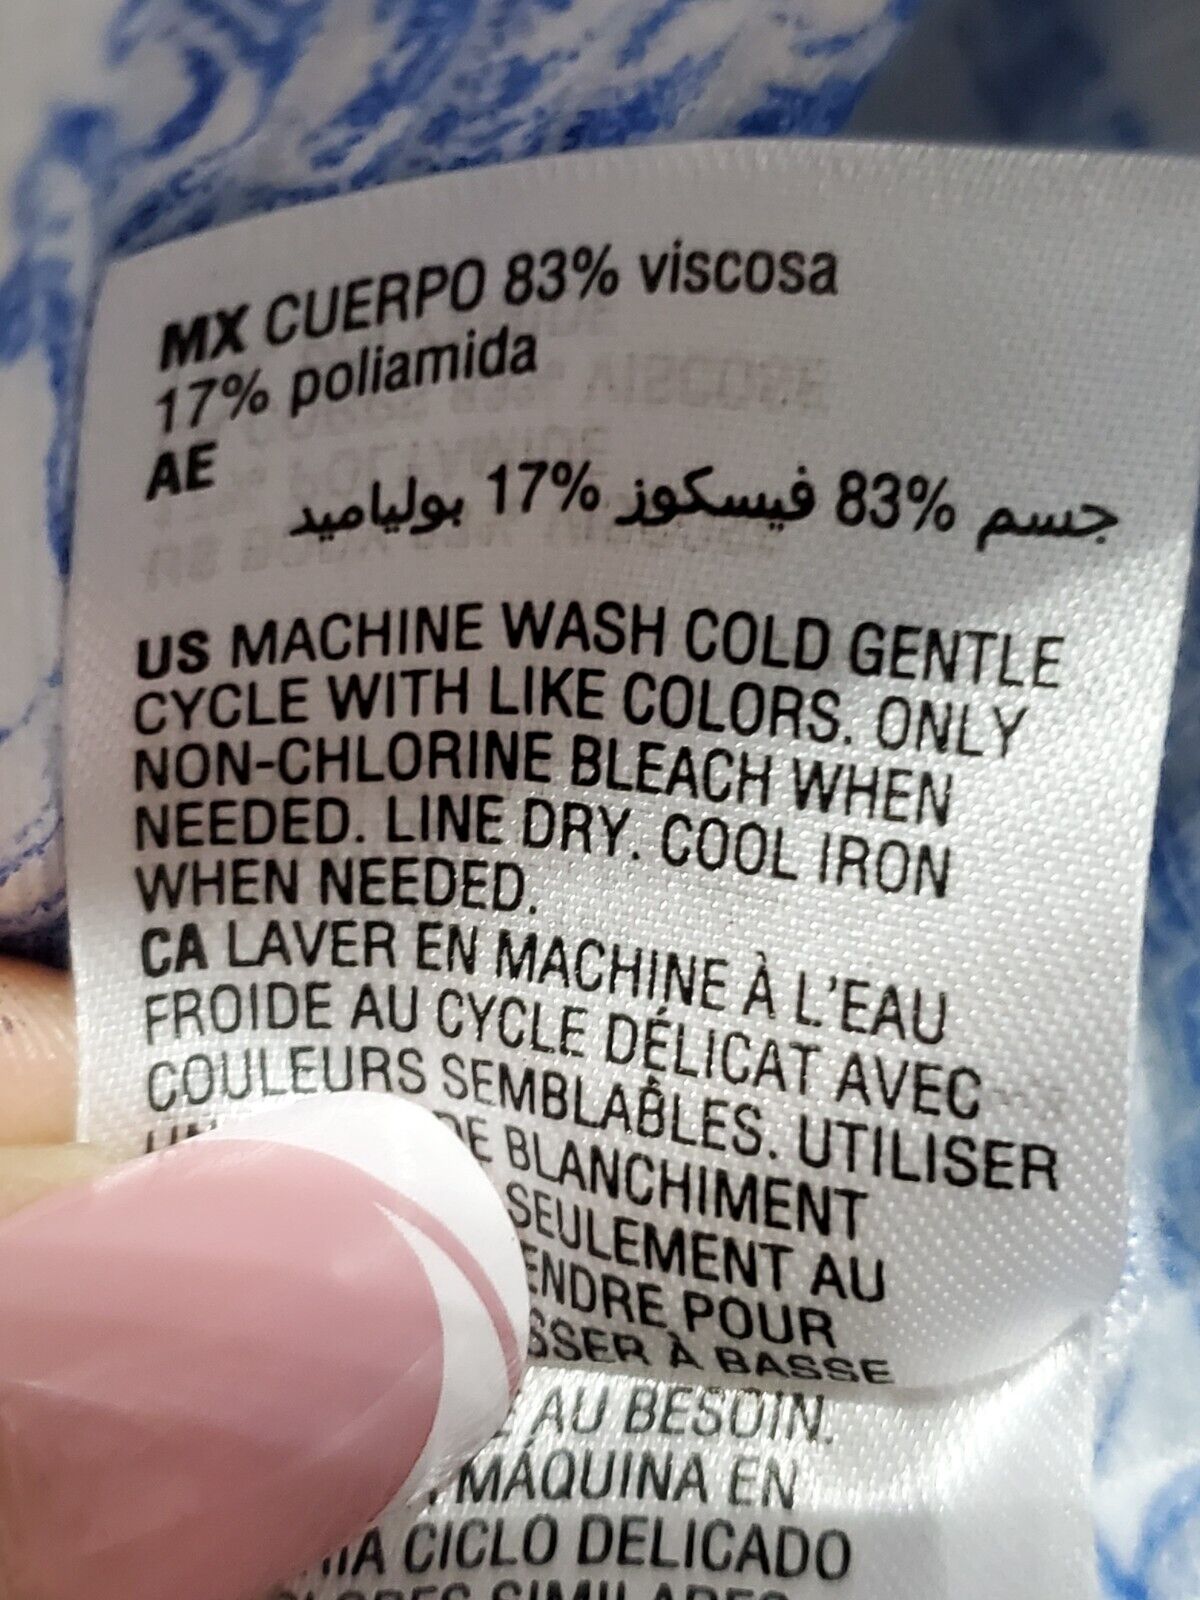 MX CUERPO 83% viscosa
17% poliamida
AE
جسم 83% فيسكوز 17% بولياميد
US MACHINE WASH COLD GENTLE
CYCLE WITH LIKE COLORS. ONLY
NON-CHLORINE BLEACH WHEN
NEEDED. LINE DRY. COOL IRON
WHEN NEEDED.
CA LAVER EN MACHINE À L'EAU
FROIDE AU CYCLE DÉLICAT AVEC
COULEURS SEMBLABLES. UTILISER
DE BLANCHIMENT
SEULEMENT AU
POUR
À BASSE
AU BESOIN.
MÁQUINA EN
CICLO DELICADO